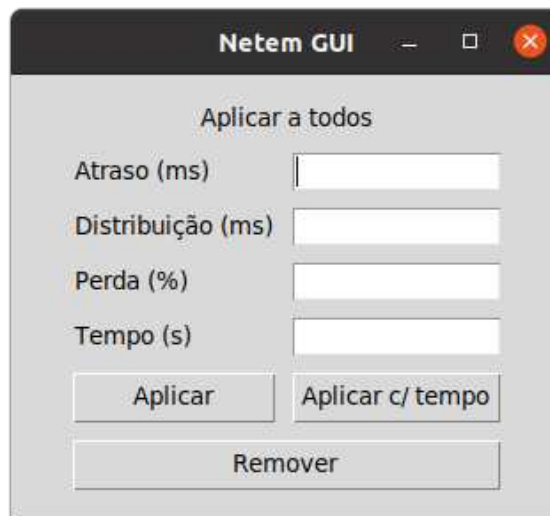 Netem GUI
Aplicar a todos
Atraso (ms)
Distribuição (ms)
Perda (%)
Tempo (s)
Aplicar Aplicar c/ tempo
Remover